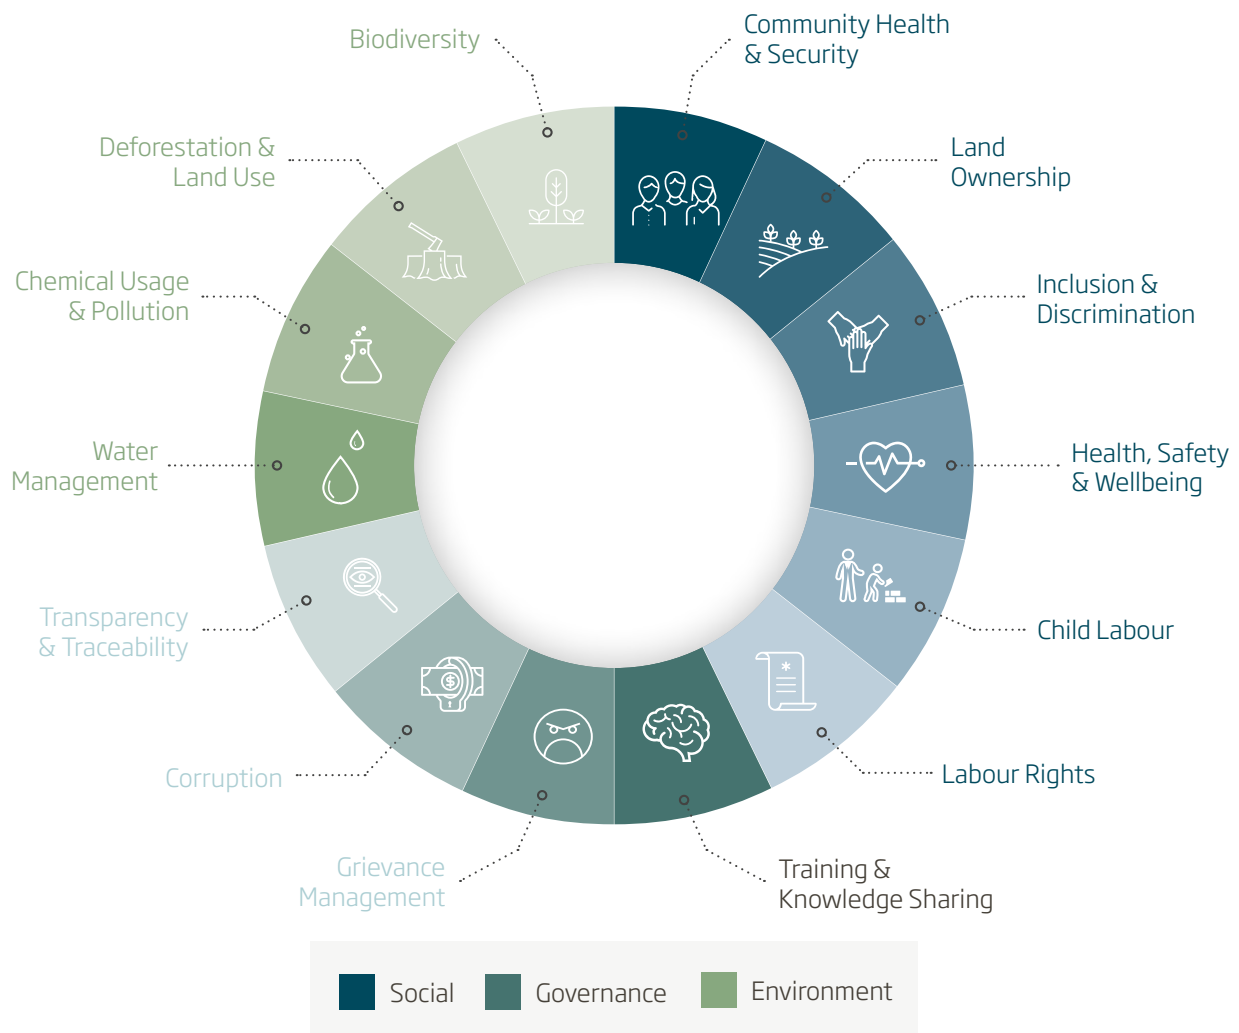 Biodiversity
Community Health
& Security
Deforestation &
Land Use
Land
Ownership
Chemical Usage
& Pollution
Inclusion &
Discrimination
Water
Management
Health, Safety
& Wellbeing
Transparency
& Traceability
Child Labour
Corruption
Labour Rights
Grievance
Management
Training &
Knowledge Sharing
$
Social
Governance
Environment